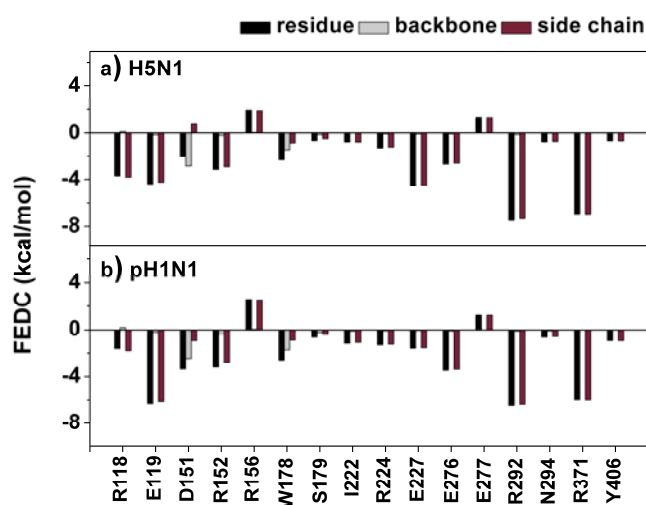 residue backbone side chain
a) H5N1
4
0
-4
-8
b) pH1N1
4
0
-4
-8
FEDC (kcal/mol)
R118 E119 D151 R152 R156 W178 S179 I222 R224 E227 E276 E277 R292 N294 R371 Y406